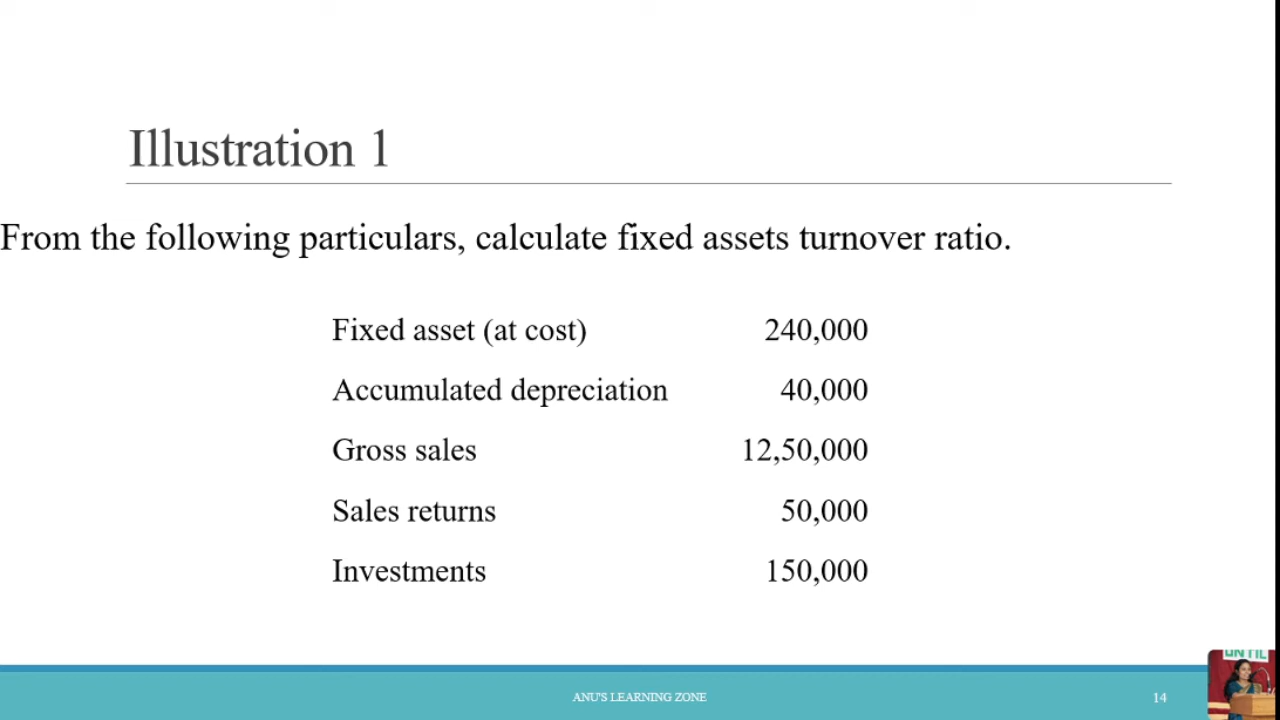 Illustration 1
From the following particulars, calculate fixed assets turnover ratio.
Fixed asset (at cost) 240,000
Accumulated depreciation 40,000
Gross sales 12,50,000
Sales returns 50,000
Investments 150,000
ANU'S LEARNING ZONE 14